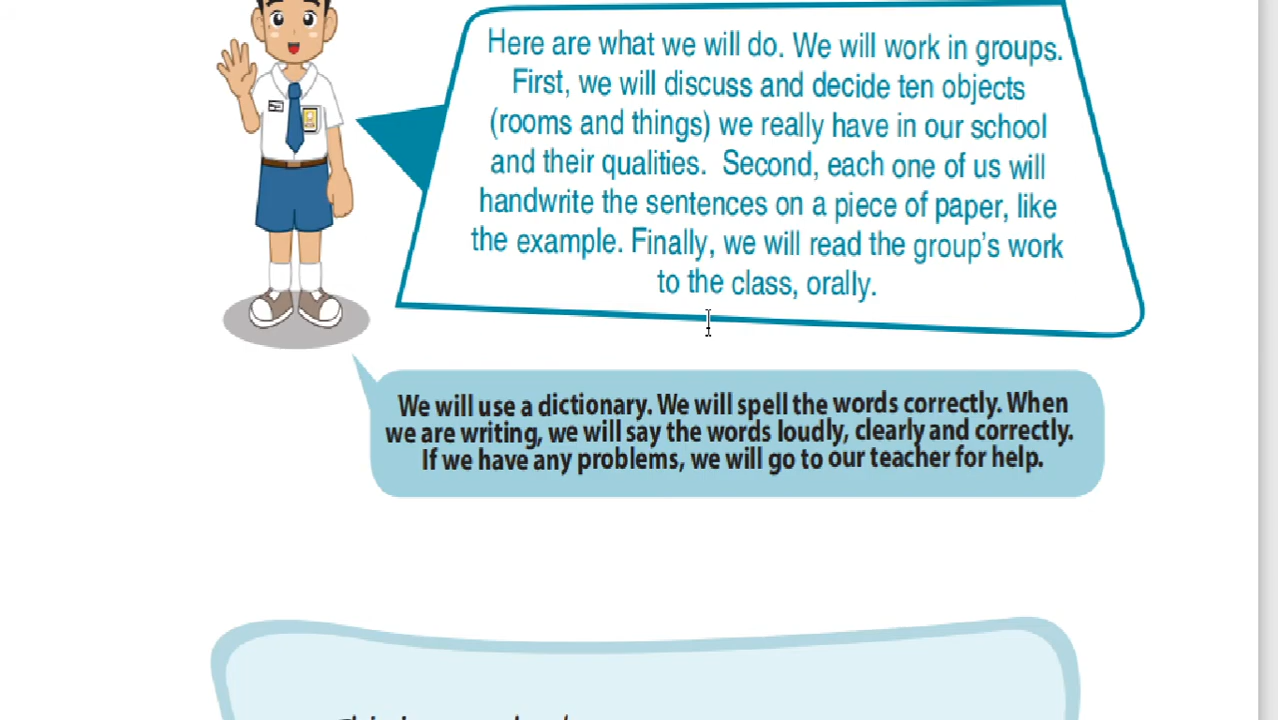 Here are what we will do. We will work in groups.
First, we will discuss and decide ten objects
(rooms and things) we really have in our school
and their qualities. Second, each one of us will
handwrite the sentences on a piece of paper, like
the example. Finally, we will read the group's work
to the class, orally.
We will use a dictionary. We will spell the words correctly. When
we are writing, we will say the words loudly, clearly and correctly.
If we have any problems, we will go to our teacher for help.